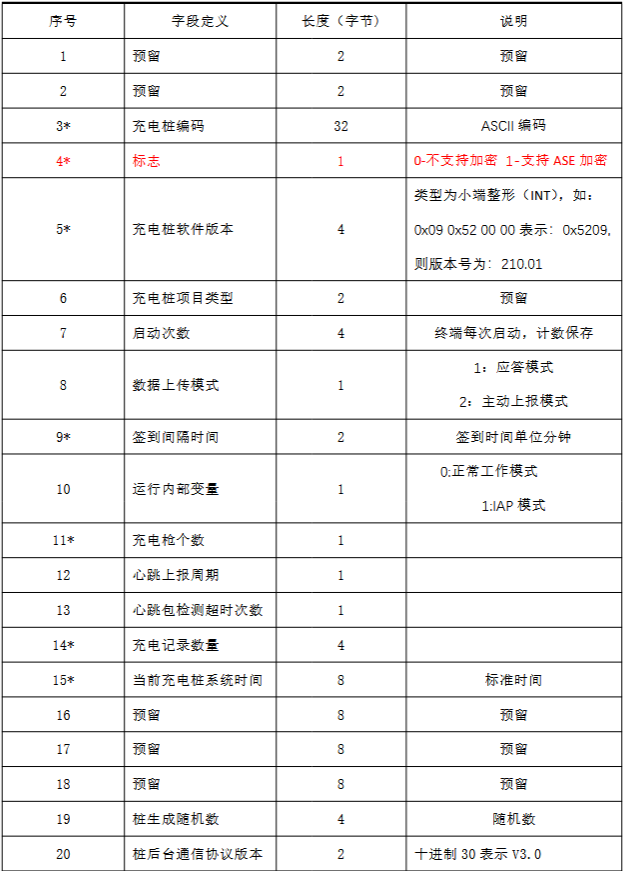 序号 字段定义 长度（字节） 说明
1 预留 2 预留
2 预留 2 预留
3* 充电桩编码 32 ASCII 编码
4* 标志 1 0-不支持加密 1-支持 ASE 加密
5* 充电桩软件版本 4 类型为小端整形（INT），如：
0x09 0x52 00 00 表示：0x5209,
则版本号为：210.01
6 充电桩项目类型 2 预留
7 启动次数 4 终端每次启动，计数保存
8 数据上传模式 1 1：应答模式
2：主动上报模式
9* 签到间隔时间 2 签到时间单位分钟
10 运行内部变量 1 0:正常工作模式
1:IAP 模式
11* 充电枪个数 1
12 心跳上报周期 1
13 心跳包检测超时次数 1
14* 充电记录数量 4
15* 当前充电桩系统时间 8 标准时间
16 预留 8 预留
17 预留 8 预留
18 预留 8 预留
19 桩生成随机数 4 随机数
20 桩后台通信协议版本 2 十进制 30 表示 V3.0